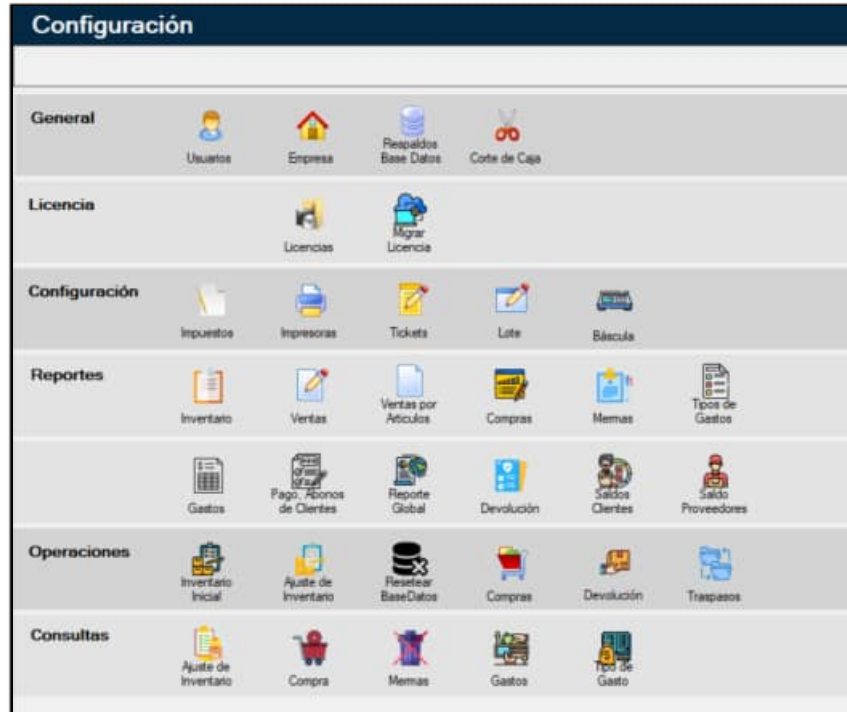 Configuración
General
Usuarios
Empresa
Respaldos
Base Datos
Corte de Caja
Licencia
Licencias
Migrar
Licencia
Configuración
Impuestos
Impresoras
Tickets
Lote
Báscula
Reportes
Inventario
Ventas
Ventas por
Articulos
Compras
Mermas
Tipos de
Gastos
Gastos
Pago, Abonos
de Clientes
Reporte
Global
Devolución
Saldos
Clientes
Saldo
Proveedores
Operaciones
Inventario
Inicial
Ajuste de
Inventario
Resetear
BaseDatos
Compras
Devolución
Traspasos
Consultas
Ajuste de
Inventario
Compra
Mermas
Gastos
Tipo de
Gasto